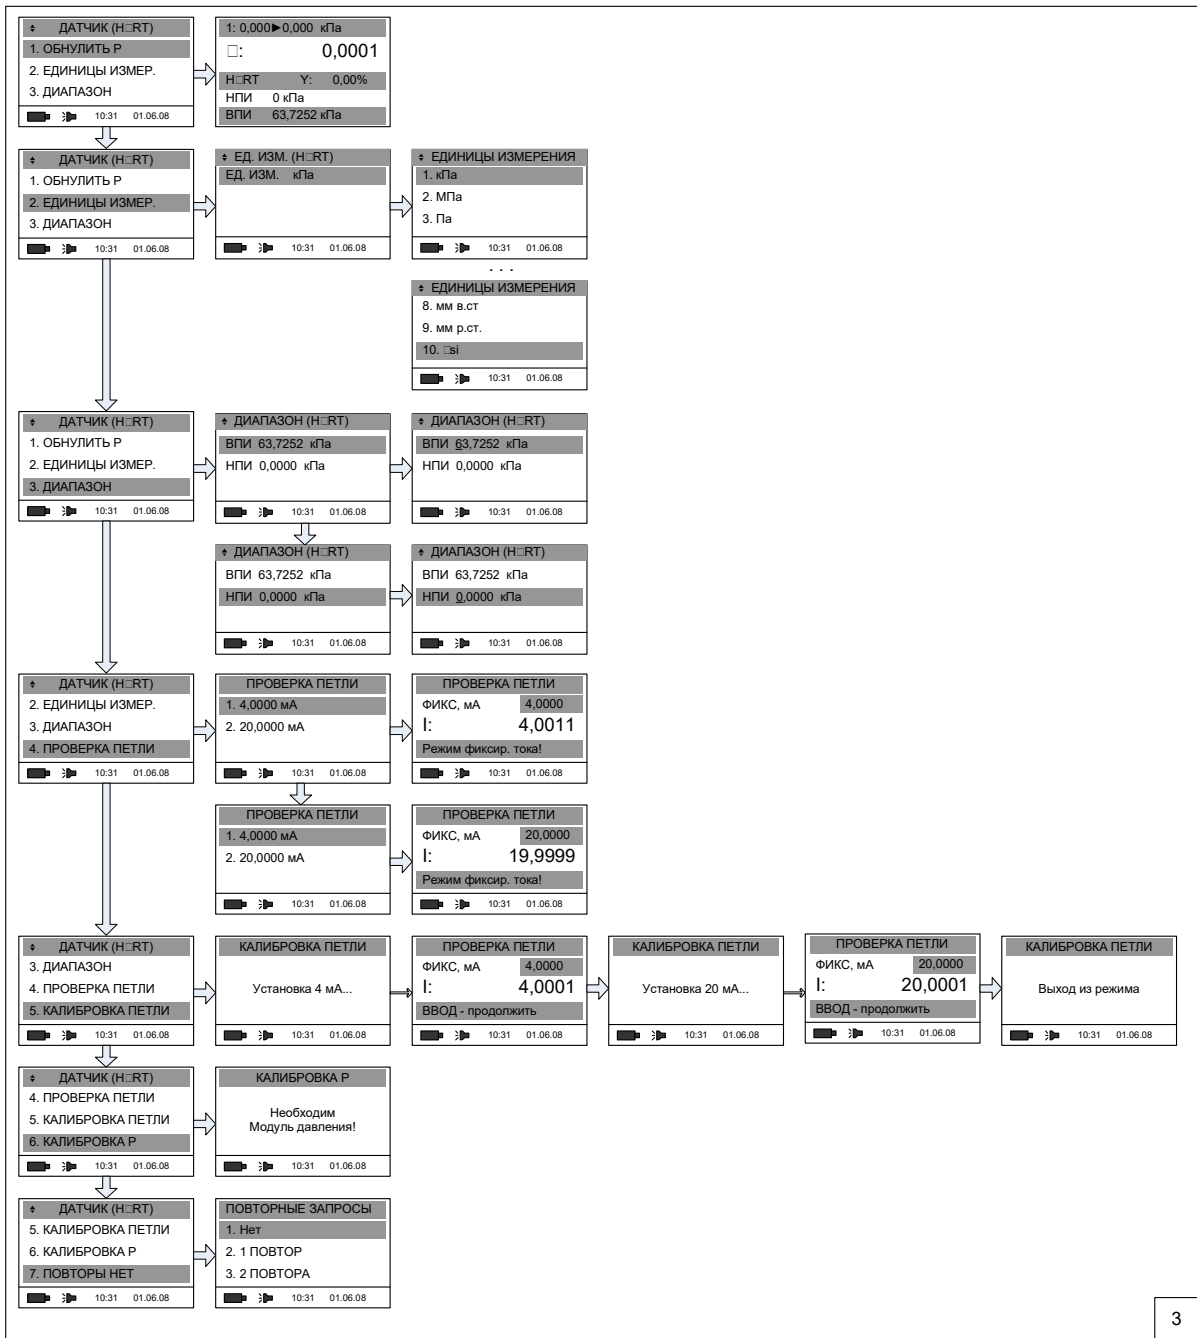 ДАТЧИК (H□RT)
1. ОБНУЛИТЬ Р
2. ЕДИНИЦЫ ИЗМЕР.
3. ДИАПАЗОН
10:31 01.06.08
1: 0,000►0,000 кПа
□: 0,0001
H□RT Y: 0,00%
НПИ 0 кПа
ВПИ 63,7252 кПа
ДАТЧИК (H□RT)
1. ОБНУЛИТЬ Р
2. ЕДИНИЦЫ ИЗМЕР.
3. ДИАПАЗОН
10:31 01.06.08
ЕД. ИЗМ. (H□RT)
ЕД. ИЗМ. кПа
10:31 01.06.08
ЕДИНИЦЫ ИЗМЕРЕНИЯ
1. кПа
2. МПа
3. Па
10:31 01.06.08
. . .
ЕДИНИЦЫ ИЗМЕРЕНИЯ
8. мм в.ст
9. мм р.ст.
10. □si
10:31 01.06.08
ДАТЧИК (H□RT)
1. ОБНУЛИТЬ Р
2. ЕДИНИЦЫ ИЗМЕР.
3. ДИАПАЗОН
10:31 01.06.08
ДИАПАЗОН (H□RT)
ВПИ 63,7252 кПа
НПИ 0,0000 кПа
10:31 01.06.08
ДИАПАЗОН (H□RT)
ВПИ 63,7252 кПа
НПИ 0,0000 кПа
10:31 01.06.08
ДИАПАЗОН (H□RT)
ВПИ 63,7252 кПа
НПИ 0,0000 кПа
10:31 01.06.08
ДИАПАЗОН (H□RT)
ВПИ 63,7252 кПа
НПИ 0,0000 кПа
10:31 01.06.08
ДАТЧИК (H□RT)
2. ЕДИНИЦЫ ИЗМЕР.
3. ДИАПАЗОН
4. ПРОВЕРКА ПЕТЛИ
10:31 01.06.08
ПРОВЕРКА ПЕТЛИ
1. 4,0000 мА
2. 20,0000 мА
10:31 01.06.08
ПРОВЕРКА ПЕТЛИ
ФИКС, мА 4,0000
I: 4,0011
Режим фиксир. тока!
10:31 01.06.08
ПРОВЕРКА ПЕТЛИ
1. 4,0000 мА
2. 20,0000 мА
10:31 01.06.08
ПРОВЕРКА ПЕТЛИ
ФИКС, мА 20,0000
I: 19,9999
Режим фиксир. тока!
10:31 01.06.08
ДАТЧИК (H□RT)
3. ДИАПАЗОН
4. ПРОВЕРКА ПЕТЛИ
5. КАЛИБРОВКА ПЕТЛИ
10:31 01.06.08
КАЛИБРОВКА ПЕТЛИ
Установка 4 мА...
10:31 01.06.08
ПРОВЕРКА ПЕТЛИ
ФИКС, мА 4,0000
I: 4,0001
ВВОД - продолжить
10:31 01.06.08
КАЛИБРОВКА ПЕТЛИ
Установка 20 мА...
10:31 01.06.08
ПРОВЕРКА ПЕТЛИ
ФИКС, мА 20,0000
I: 20,0001
ВВОД - продолжить
10:31 01.06.08
КАЛИБРОВКА ПЕТЛИ
Выход из режима
10:31 01.06.08
ДАТЧИК (H□RT)
4. ПРОВЕРКА ПЕТЛИ
5. КАЛИБРОВКА ПЕТЛИ
6. КАЛИБРОВКА Р
10:31 01.06.08
КАЛИБРОВКА Р
Необходим
Модуль давления!
10:31 01.06.08
ДАТЧИК (H□RT)
5. КАЛИБРОВКА ПЕТЛИ
6. КАЛИБРОВКА Р
7. ПОВТОРЫ НЕТ
10:31 01.06.08
ПОВТОРНЫЕ ЗАПРОСЫ
1. Нет
2. 1 ПОВТОР
3. 2 ПОВТОРА
10:31 01.06.08
3